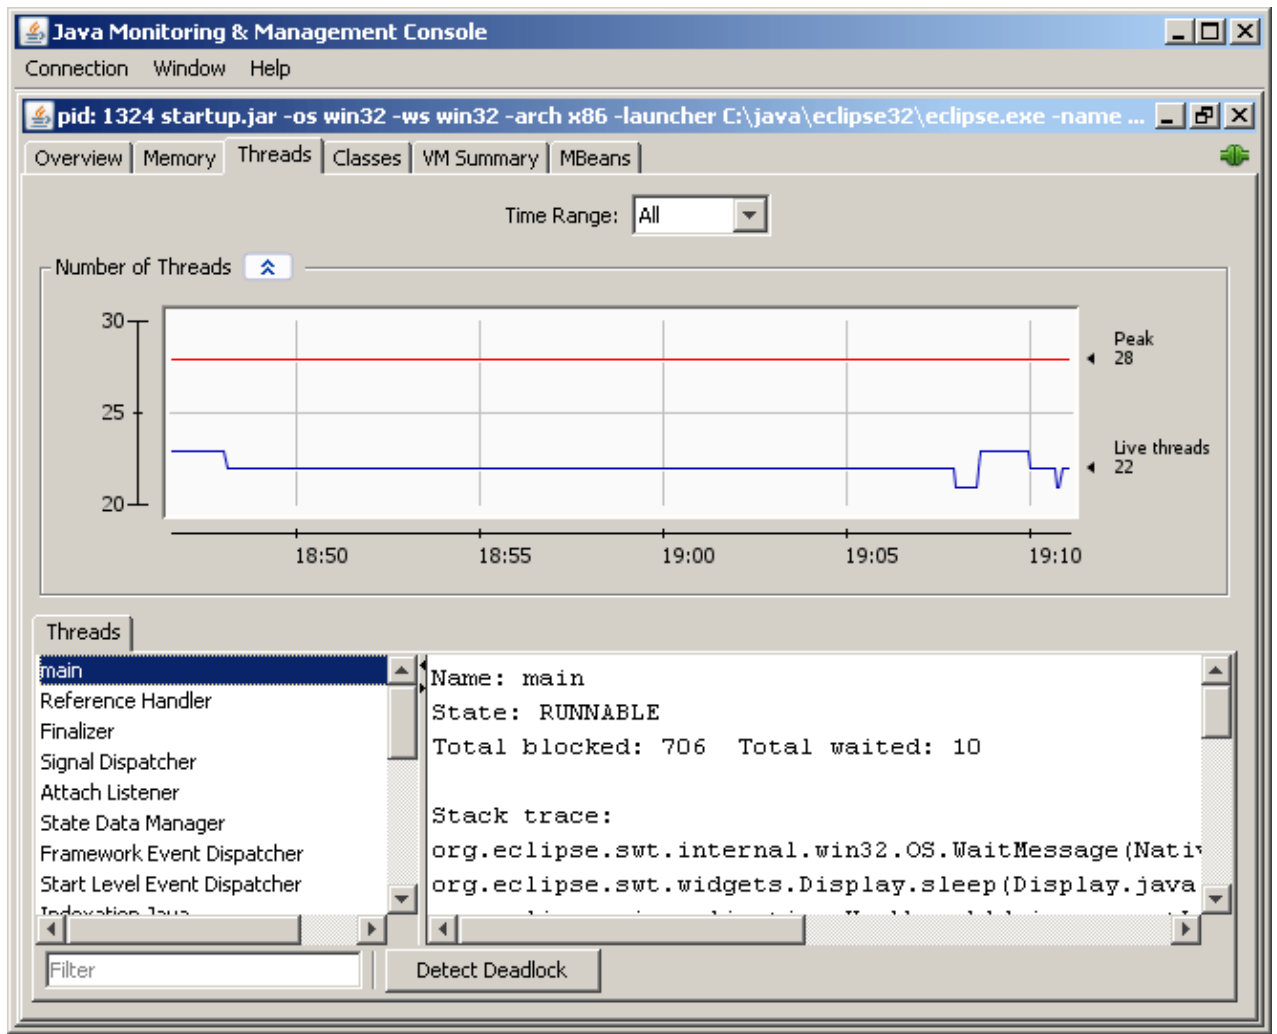 Java Monitoring & Management Console
Connection Window Help
pid: 1324 startup.jar -os win32 -ws win32 -arch x86 -launcher C:\java\eclipse32\eclipse.exe -name ...
Overview Memory Threads Classes VM Summary MBeans
Time Range: All
Number of Threads
30
25
20
Peak
28
Live threads
22
18:50 18:55 19:00 19:05 19:10
Threads
main
Reference Handler
Finalizer
Signal Dispatcher
Attach Listener
State Data Manager
Framework Event Dispatcher
Start Level Event Dispatcher
Indexation Java
Name: main
State: RUNNABLE
Total blocked: 706 Total waited: 10
Stack trace:
org.eclipse.swt.internal.win32.OS.WaitMessage(Nativ
org.eclipse.swt.widgets.Display.sleep(Display.java
Filter
Detect Deadlock